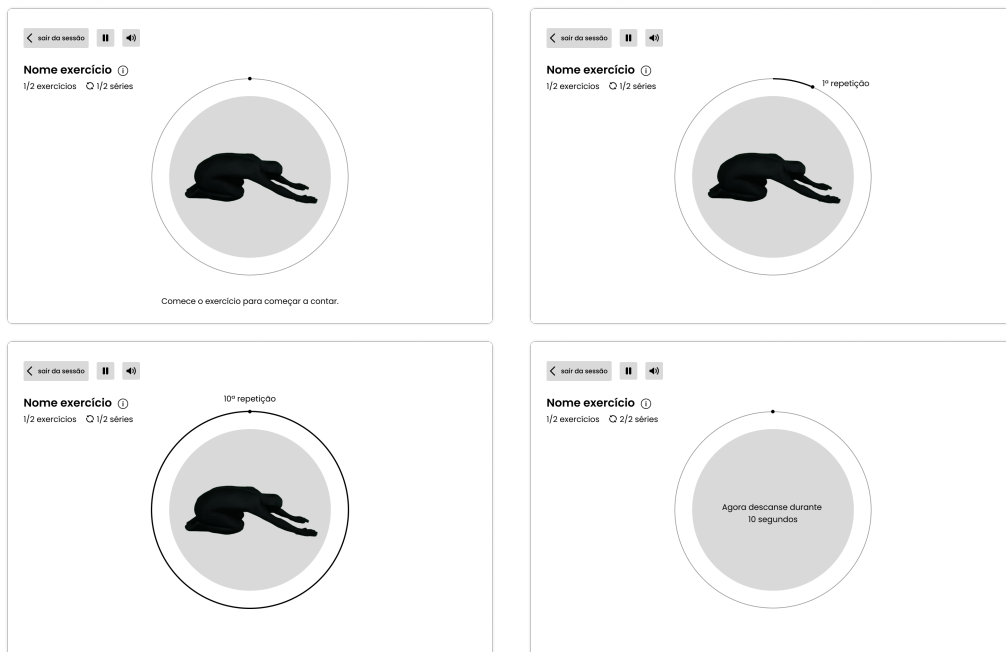 sair da sessão
Nome exercício
1/2 exercícios 1/2 séries
Comece o exercício para começar a contar.
sair da sessão
Nome exercício
1/2 exercícios 1/2 séries
1ª repetição
sair da sessão
Nome exercício
1/2 exercícios 1/2 séries
10ª repetição
sair da sessão
Nome exercício
1/2 exercícios 2/2 séries
Agora descanse durante
10 segundos